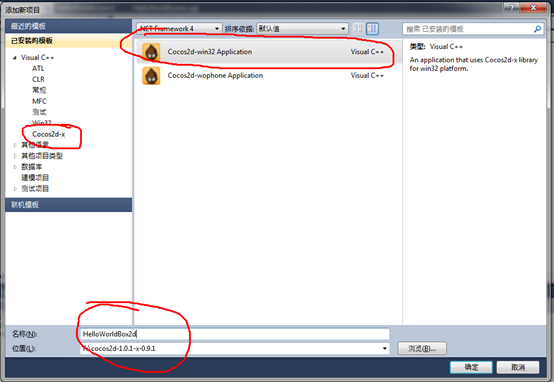 添加新项目
最近的模板
.NET Framework 4
排序依据: 默认值
搜索 已安装的模板
已安装的模板
Visual C++
ATL
CLR
常规
MFC
测试
Win32
Cocos2d-x
其他语言
其他项目类型
数据库
建模项目
测试项目
联机模板
Cocos2d-win32 Application
Visual C++
Cocos2d-wophone Application
Visual C++
类型: Visual C++
An application that uses Cocos2d-x library for win32 platform.
名称(N):
HelloWorldBox2d
位置(L):
\cocos2d-1.0.1-x-0.9.1
浏览(B)...
确定
取消